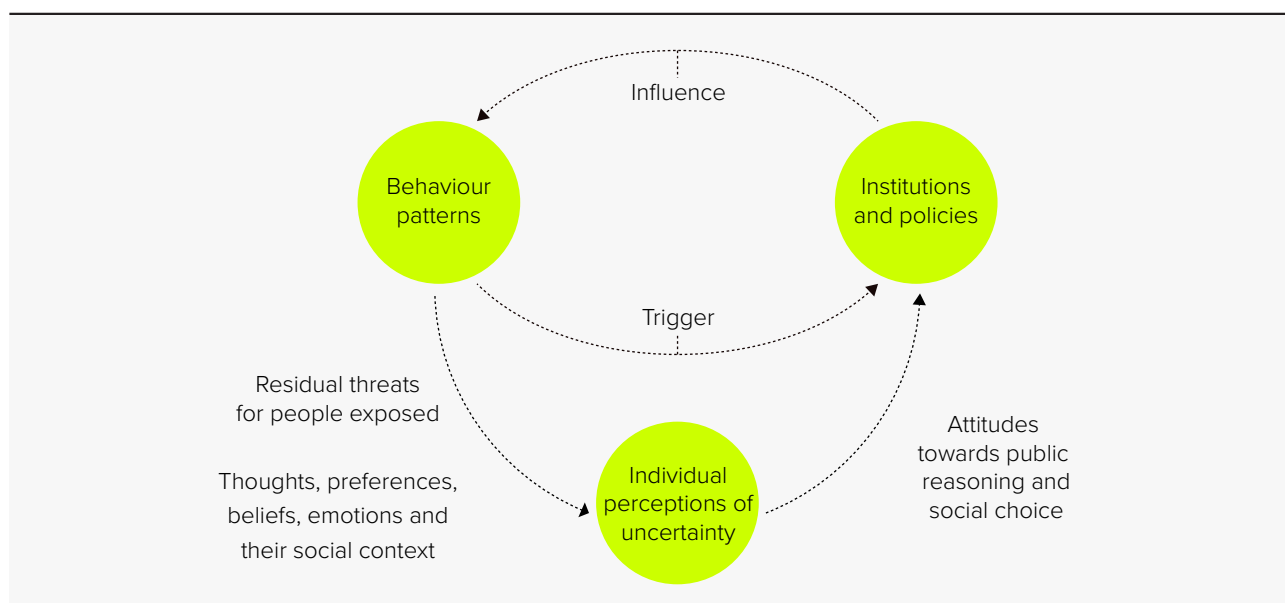 Influence
Behaviour
patterns
Institutions
and policies
Trigger
Residual threats
for people exposed
Thoughts, preferences,
beliefs, emotions and
their social context
Individual
perceptions of
uncertainty
Attitudes
towards public
reasoning and
social choice